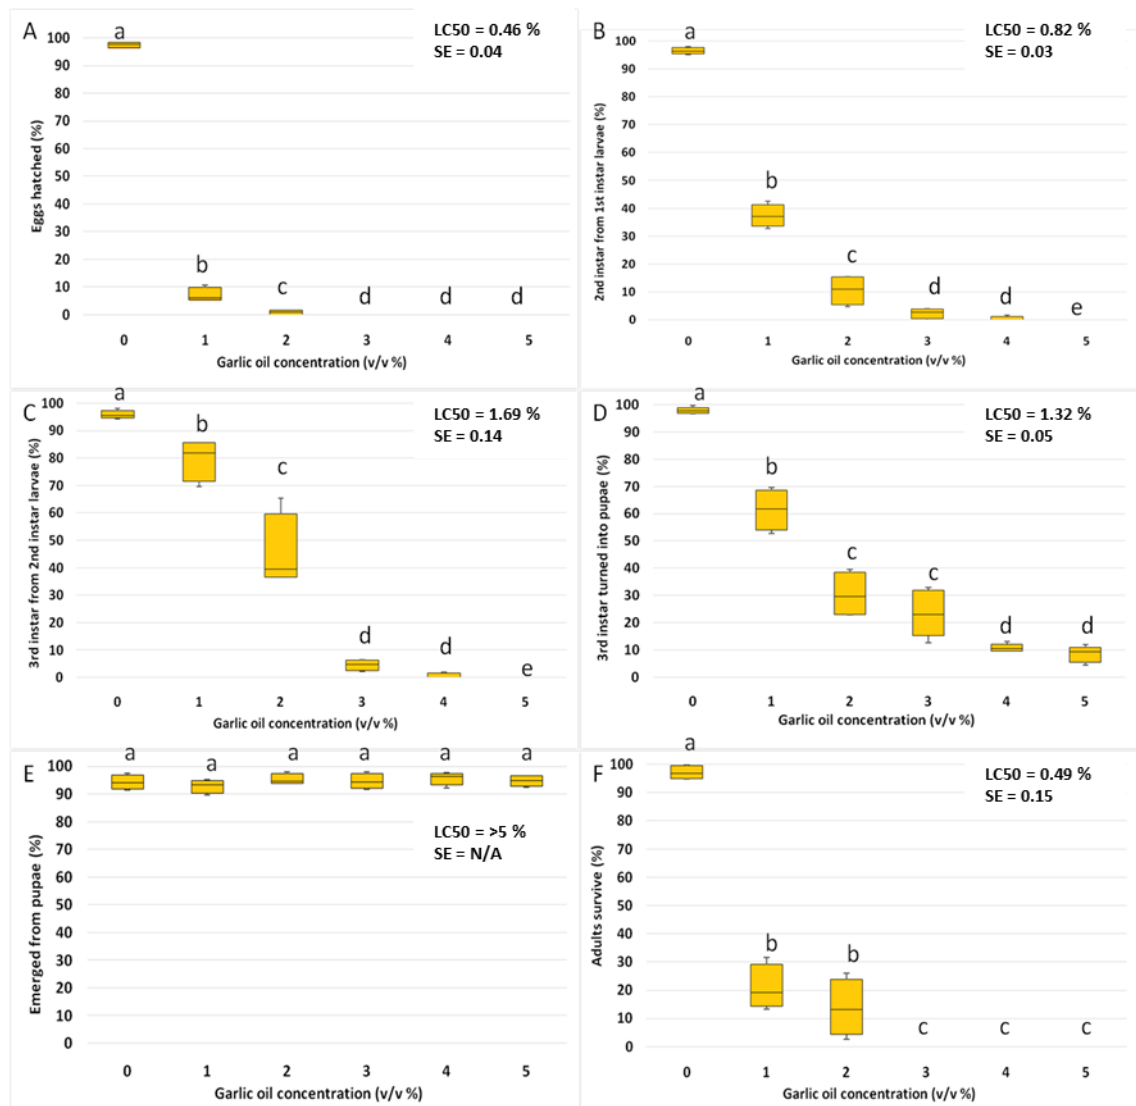 A
LC50 = 0.46 %
SE = 0.04
Eggs hatched (%)
100
90
80
70
60
50
40
30
20
10
0
a
b
c
d
d
d
0 1 2 3 4 5
Garlic oil concentration (v/v %)
B
LC50 = 0.82 %
SE = 0.03
2nd instar from 1st instar larvae (%)
100
90
80
70
60
50
40
30
20
10
0
a
b
c
d
d
e
0 1 2 3 4 5
Garlic oil concentration (v/v %)
C
LC50 = 1.69 %
SE = 0.14
3rd instar from 2nd instar larvae (%)
100
90
80
70
60
50
40
30
20
10
0
a
b
c
d
d
e
0 1 2 3 4 5
Garlic oil concentration (v/v %)
D
LC50 = 1.32 %
SE = 0.05
3rd instar turned into pupae (%)
100
90
80
70
60
50
40
30
20
10
0
a
b
c
c
d
d
0 1 2 3 4 5
Garlic oil concentration (v/v %)
E
LC50 = >5 %
SE = N/A
Emerged from pupae (%)
100
90
80
70
60
50
40
30
20
10
0
a
a
a
a
a
a
0 1 2 3 4 5
Garlic oil concentration (v/v %)
F
LC50 = 0.49 %
SE = 0.15
Adults survive (%)
100
90
80
70
60
50
40
30
20
10
0
a
b
b
c
c
c
0 1 2 3 4 5
Garlic oil concentration (v/v %)